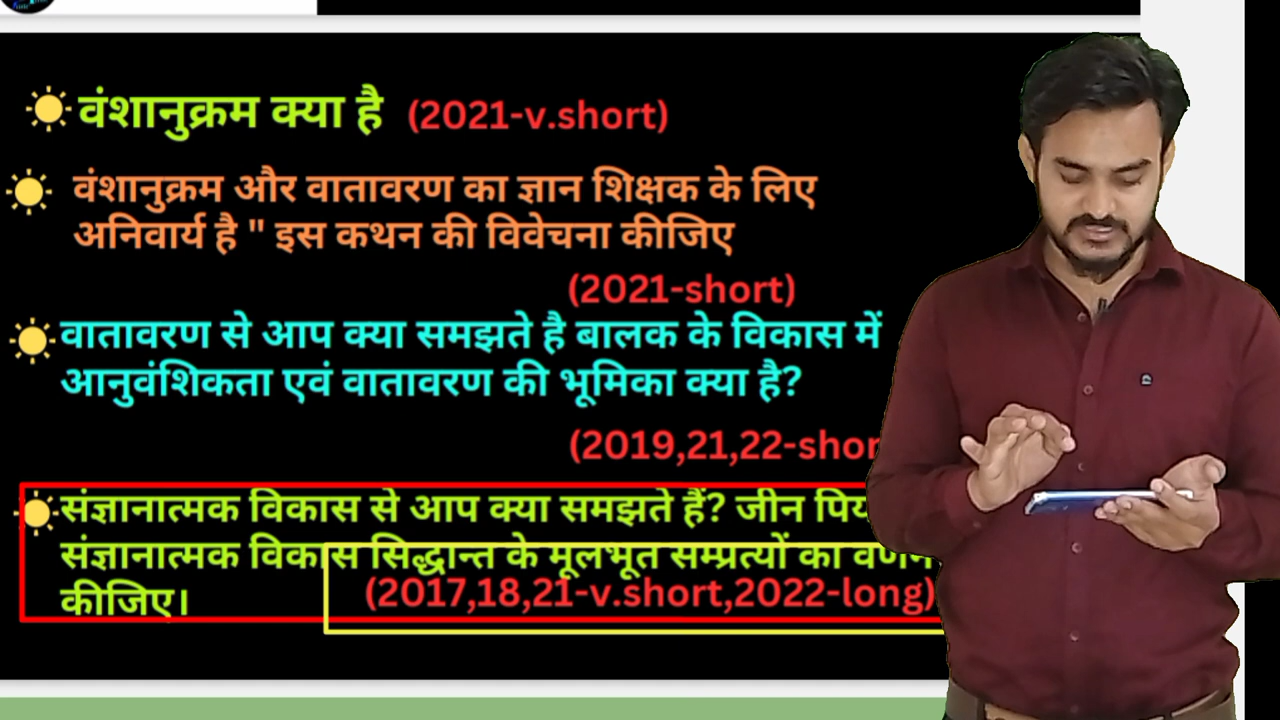 वंशानुक्रम क्या है (2021-v.short)
वंशानुक्रम और वातावरण का ज्ञान शिक्षक के लिए
अनिवार्य है " इस कथन की विवेचना कीजिए
(2021-short)
वातावरण से आप क्या समझते है बालक के विकास में
आनुवंशिकता एवं वातावरण की भूमिका क्या है?
(2019,21,22-shor
संज्ञानात्मक विकास से आप क्या समझते हैं? जीन
संज्ञानात्मक विकास सिद्धान्त के मूलभूत सम्प्रत्यों का वर्णन
कीजिए।
(2017,18,21-v.short,2022-long)